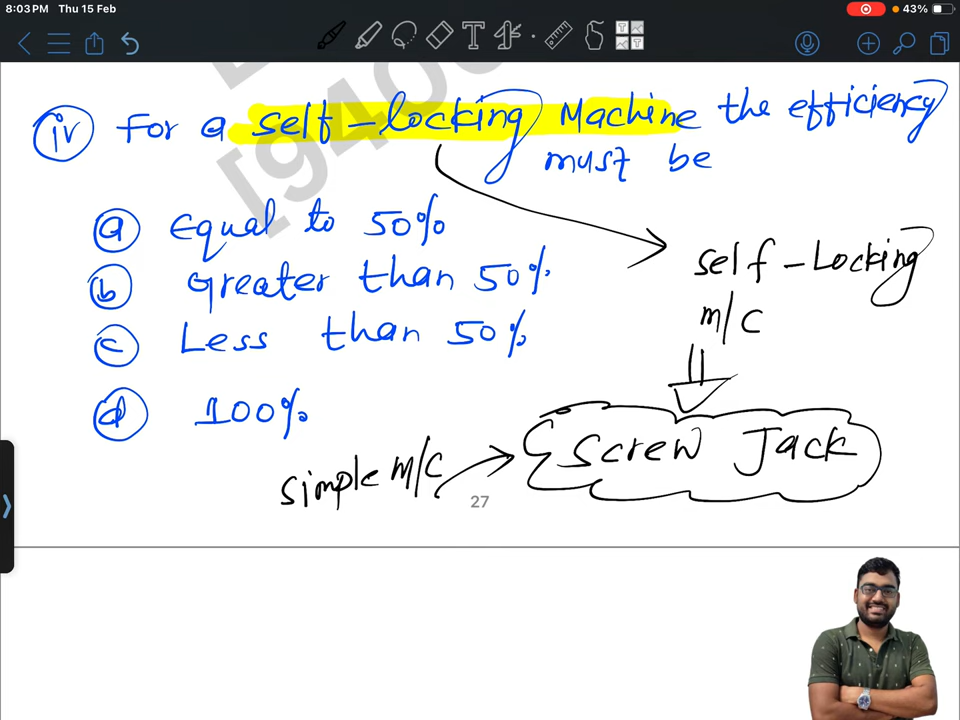 8:03 PM Thu 15 Feb
43%
[940
(iv) For a self-locking Machine the efficiency
must be
(a) Equal to 50%
(b) Greater than 50%
(c) Less than 50%
(d) 100%
self-Locking
m/c
Screw Jack
simple m/c
27